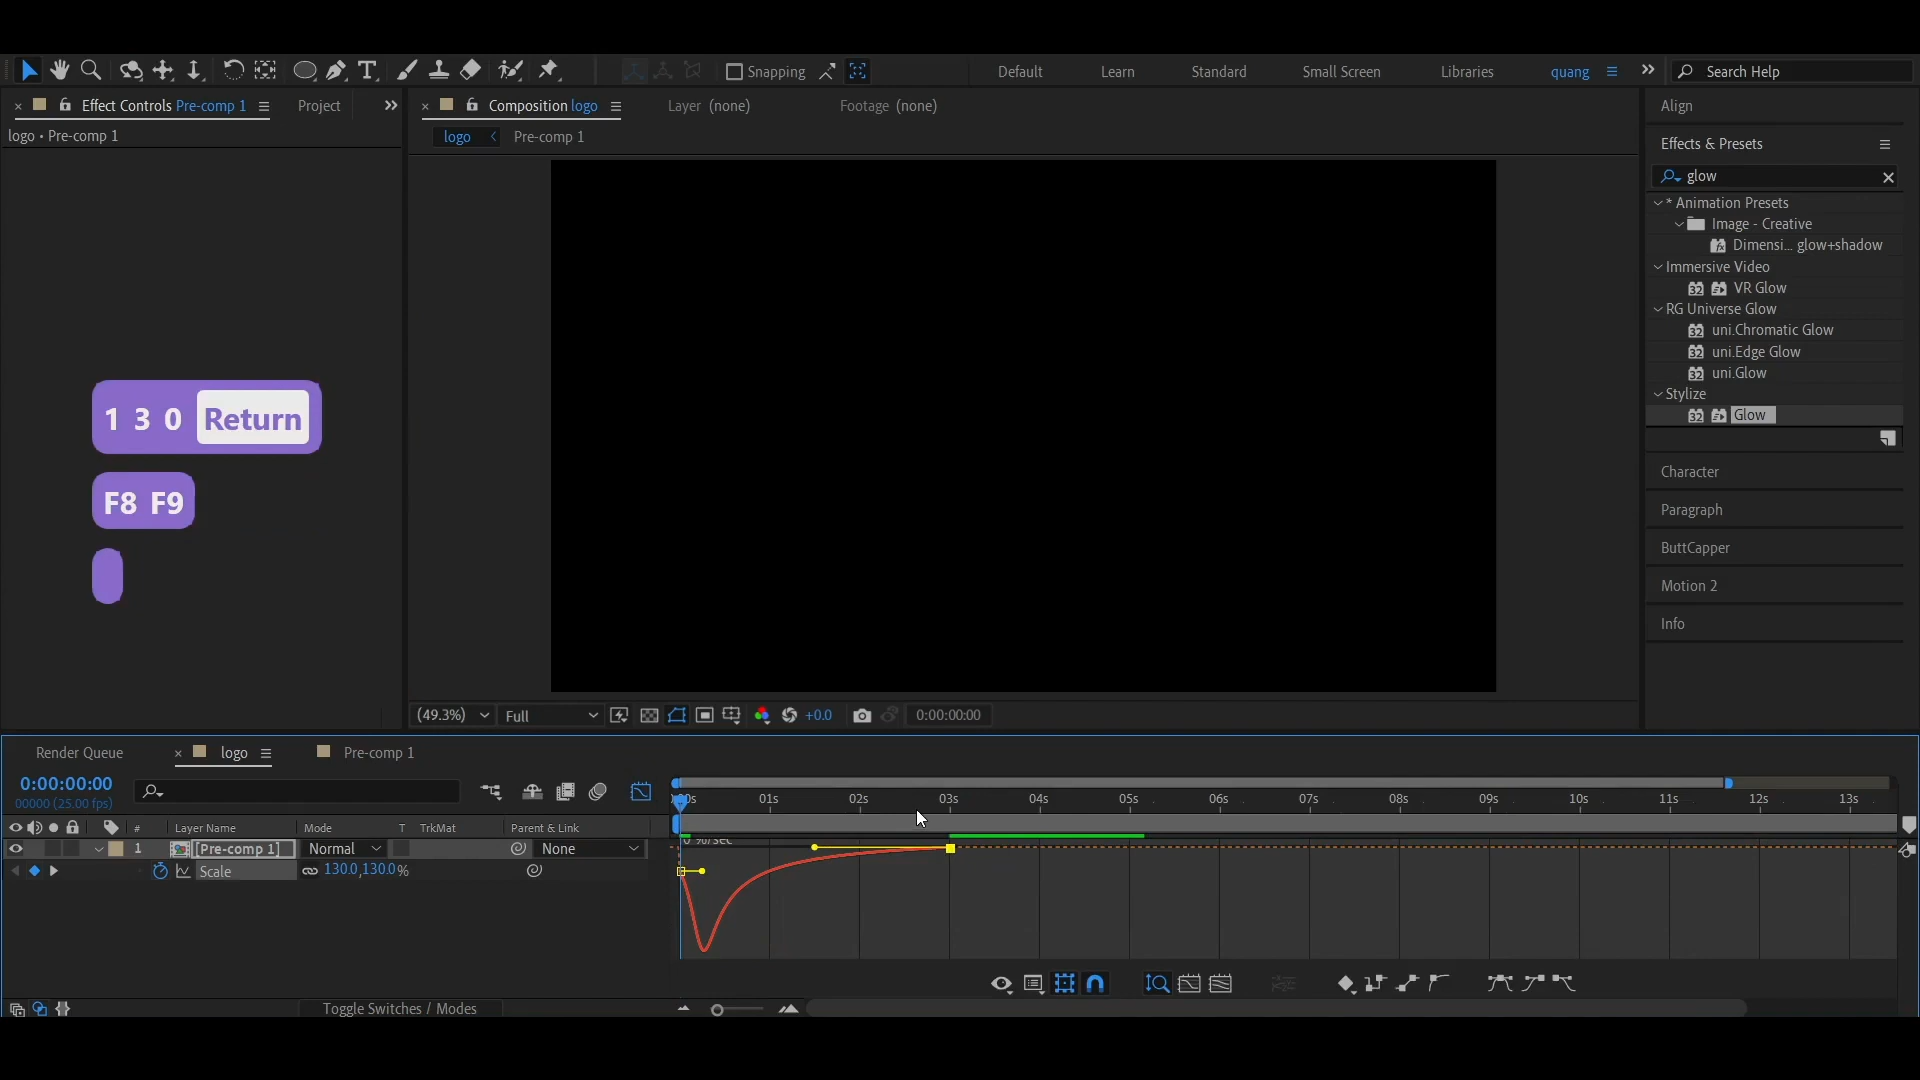 Snapping
Default
Learn
Standard
Small Screen
Libraries
quang
Search Help
Effect Controls Pre-comp 1
Project
Composition logo
Layer (none)
Footage (none)
Align
logo • Pre-comp 1
logo
Pre-comp 1
Effects & Presets
glow
* Animation Presets
Image - Creative
Dimensi... glow+shadow
Immersive Video
32 VR Glow
RG Universe Glow
32 uni.Chromatic Glow
32 uni.Edge Glow
32 uni.Glow
Stylize
32 Glow
1 3 0 Return
F8 F9
Character
Paragraph
ButtCapper
Motion 2
Info
(49.3%)
Full
+0.0
0:00:00:00
Render Queue
logo
Pre-comp 1
0:00:00:00
00000 (25.00 fps)
01s 02s 03s 04s 05s 06s 07s 08s 09s 10s 11s 12s 13s
# Layer Name Mode T TrkMat Parent & Link
1 [Pre-comp 1] Normal None
Scale 130.0,130.0%
0 %/sec
Toggle Switches / Modes